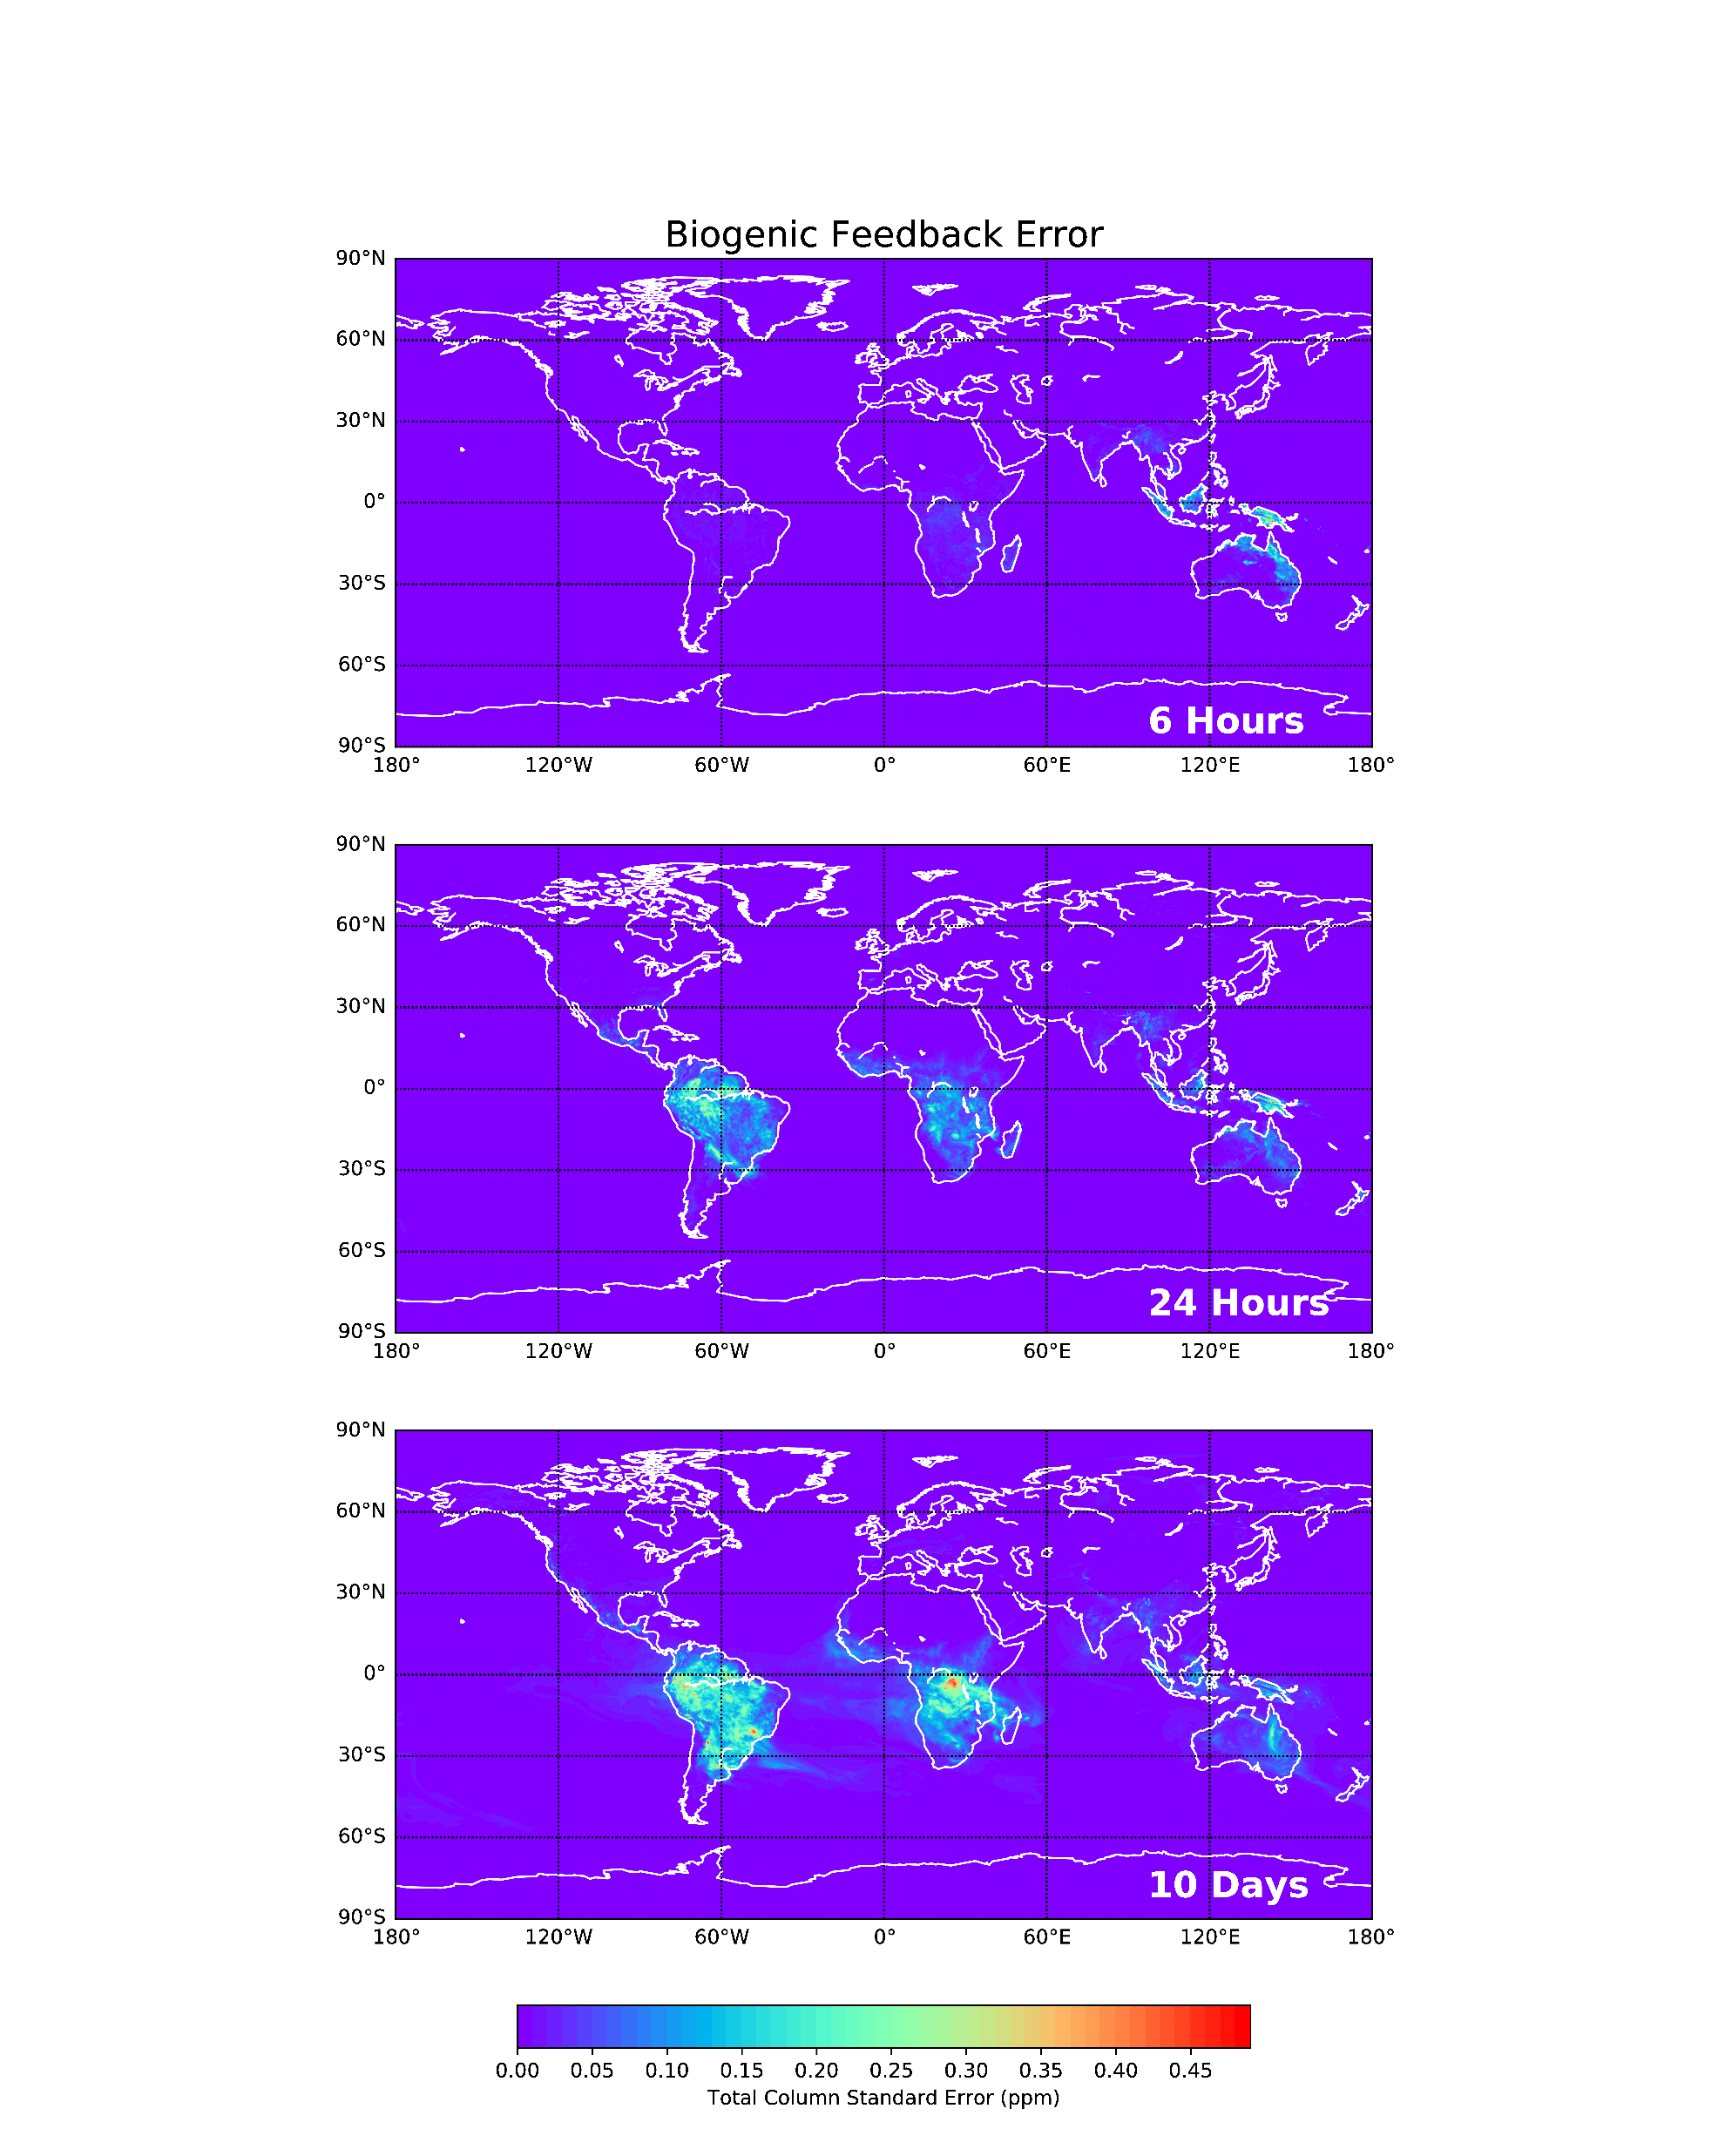 Biogenic Feedback Error
90°N
60°N
30°N
0°
30°S
60°S
90°S
6 Hours
180° 120°W 60°W 0° 60°E 120°E 180°
90°N
60°N
30°N
0°
30°S
60°S
90°S
24 Hours
180° 120°W 60°W 0° 60°E 120°E 180°
90°N
60°N
30°N
0°
30°S
60°S
90°S
10 Days
180° 120°W 60°W 0° 60°E 120°E 180°
0.00 0.05 0.10 0.15 0.20 0.25 0.30 0.35 0.40 0.45
Total Column Standard Error (ppm)